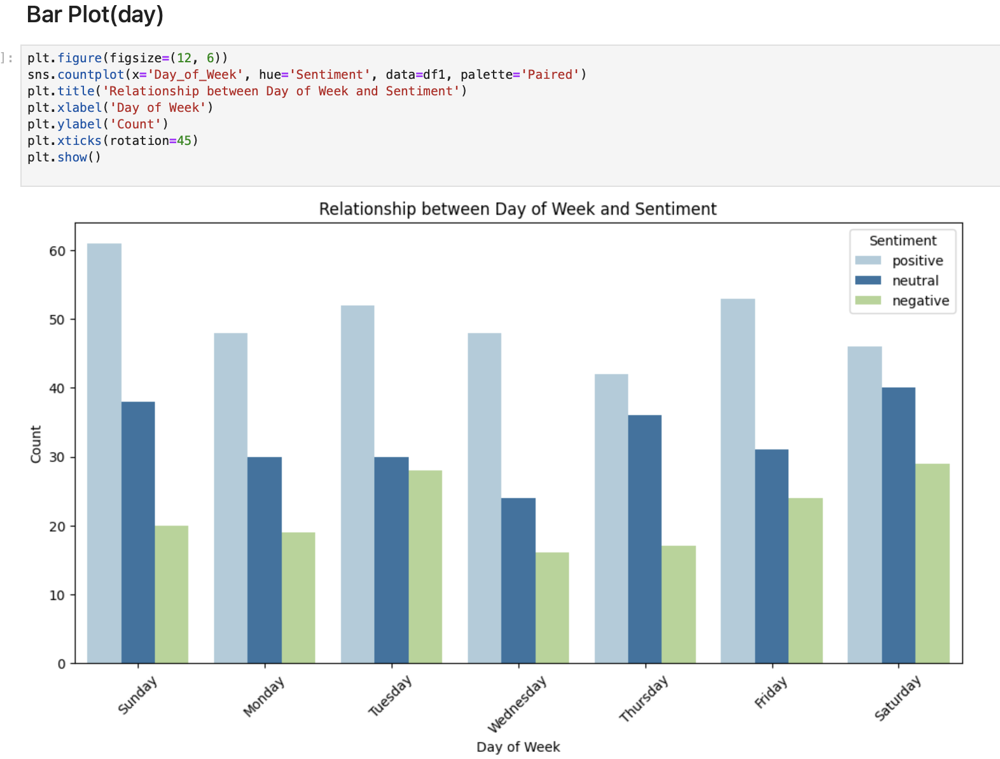 Bar Plot(day)
]:
plt.figure(figsize=(12, 6))
sns.countplot(x='Day_of_Week', hue='Sentiment', data=df1, palette='Paired')
plt.title('Relationship between Day of Week and Sentiment')
plt.xlabel('Day of Week')
plt.ylabel('Count')
plt.xticks(rotation=45)
plt.show()
Relationship between Day of Week and Sentiment
Sentiment
positive
neutral
negative
Count
60
50
40
30
20
10
0
Sunday
Monday
Tuesday
Wednesday
Thursday
Friday
Saturday
Day of Week